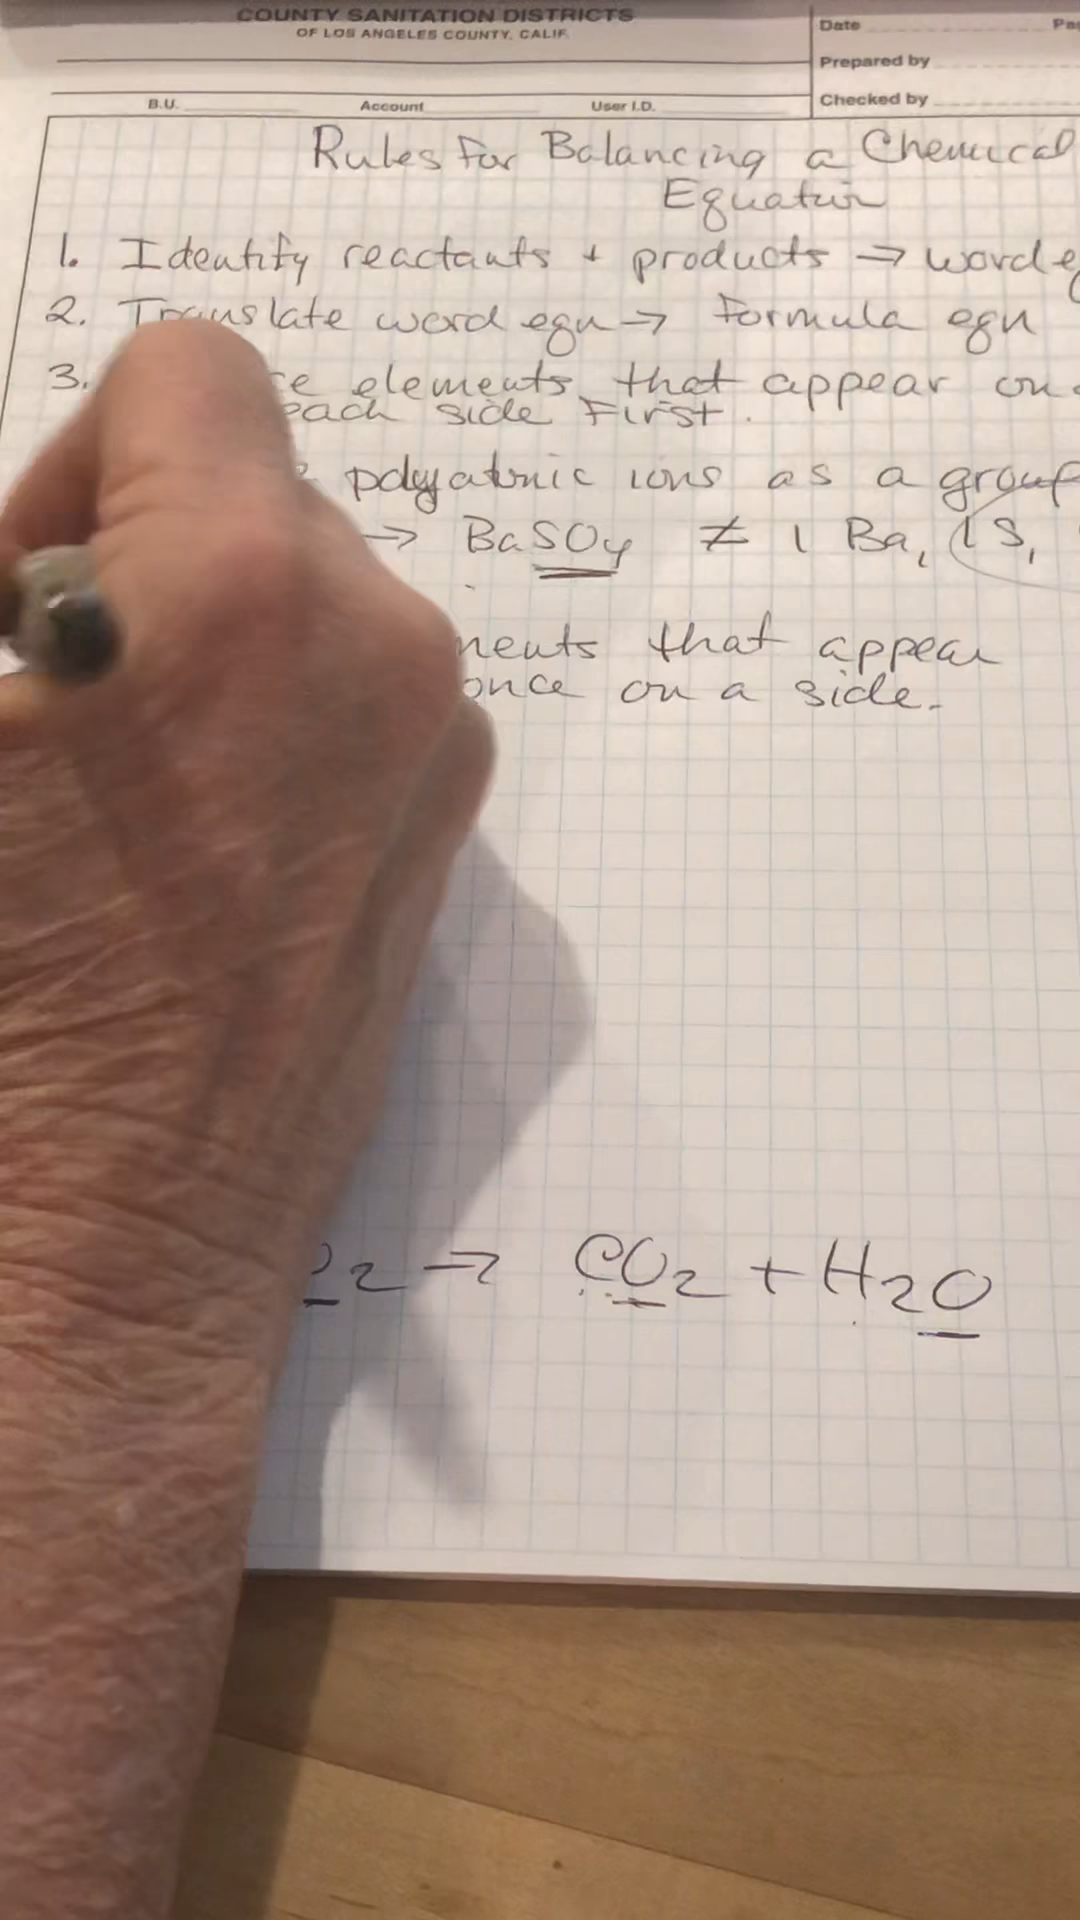 COUNTY SANITATION DISTRICTS
OF LOS ANGELES COUNTY, CALIF.
Date
Prepared by
Checked by
B.U. Account User I.D.
Rules for Balancing a Chemical
Equation
1. Identify reactants + products → word
2. Translate word eqn → Formula eqn
3. elements that appear on
each side First.
polyatomic ions as a group
→ BaSO4 ≠ 1 Ba, (1 S,
that appear
once on a side.
2 → CO2 + H2O